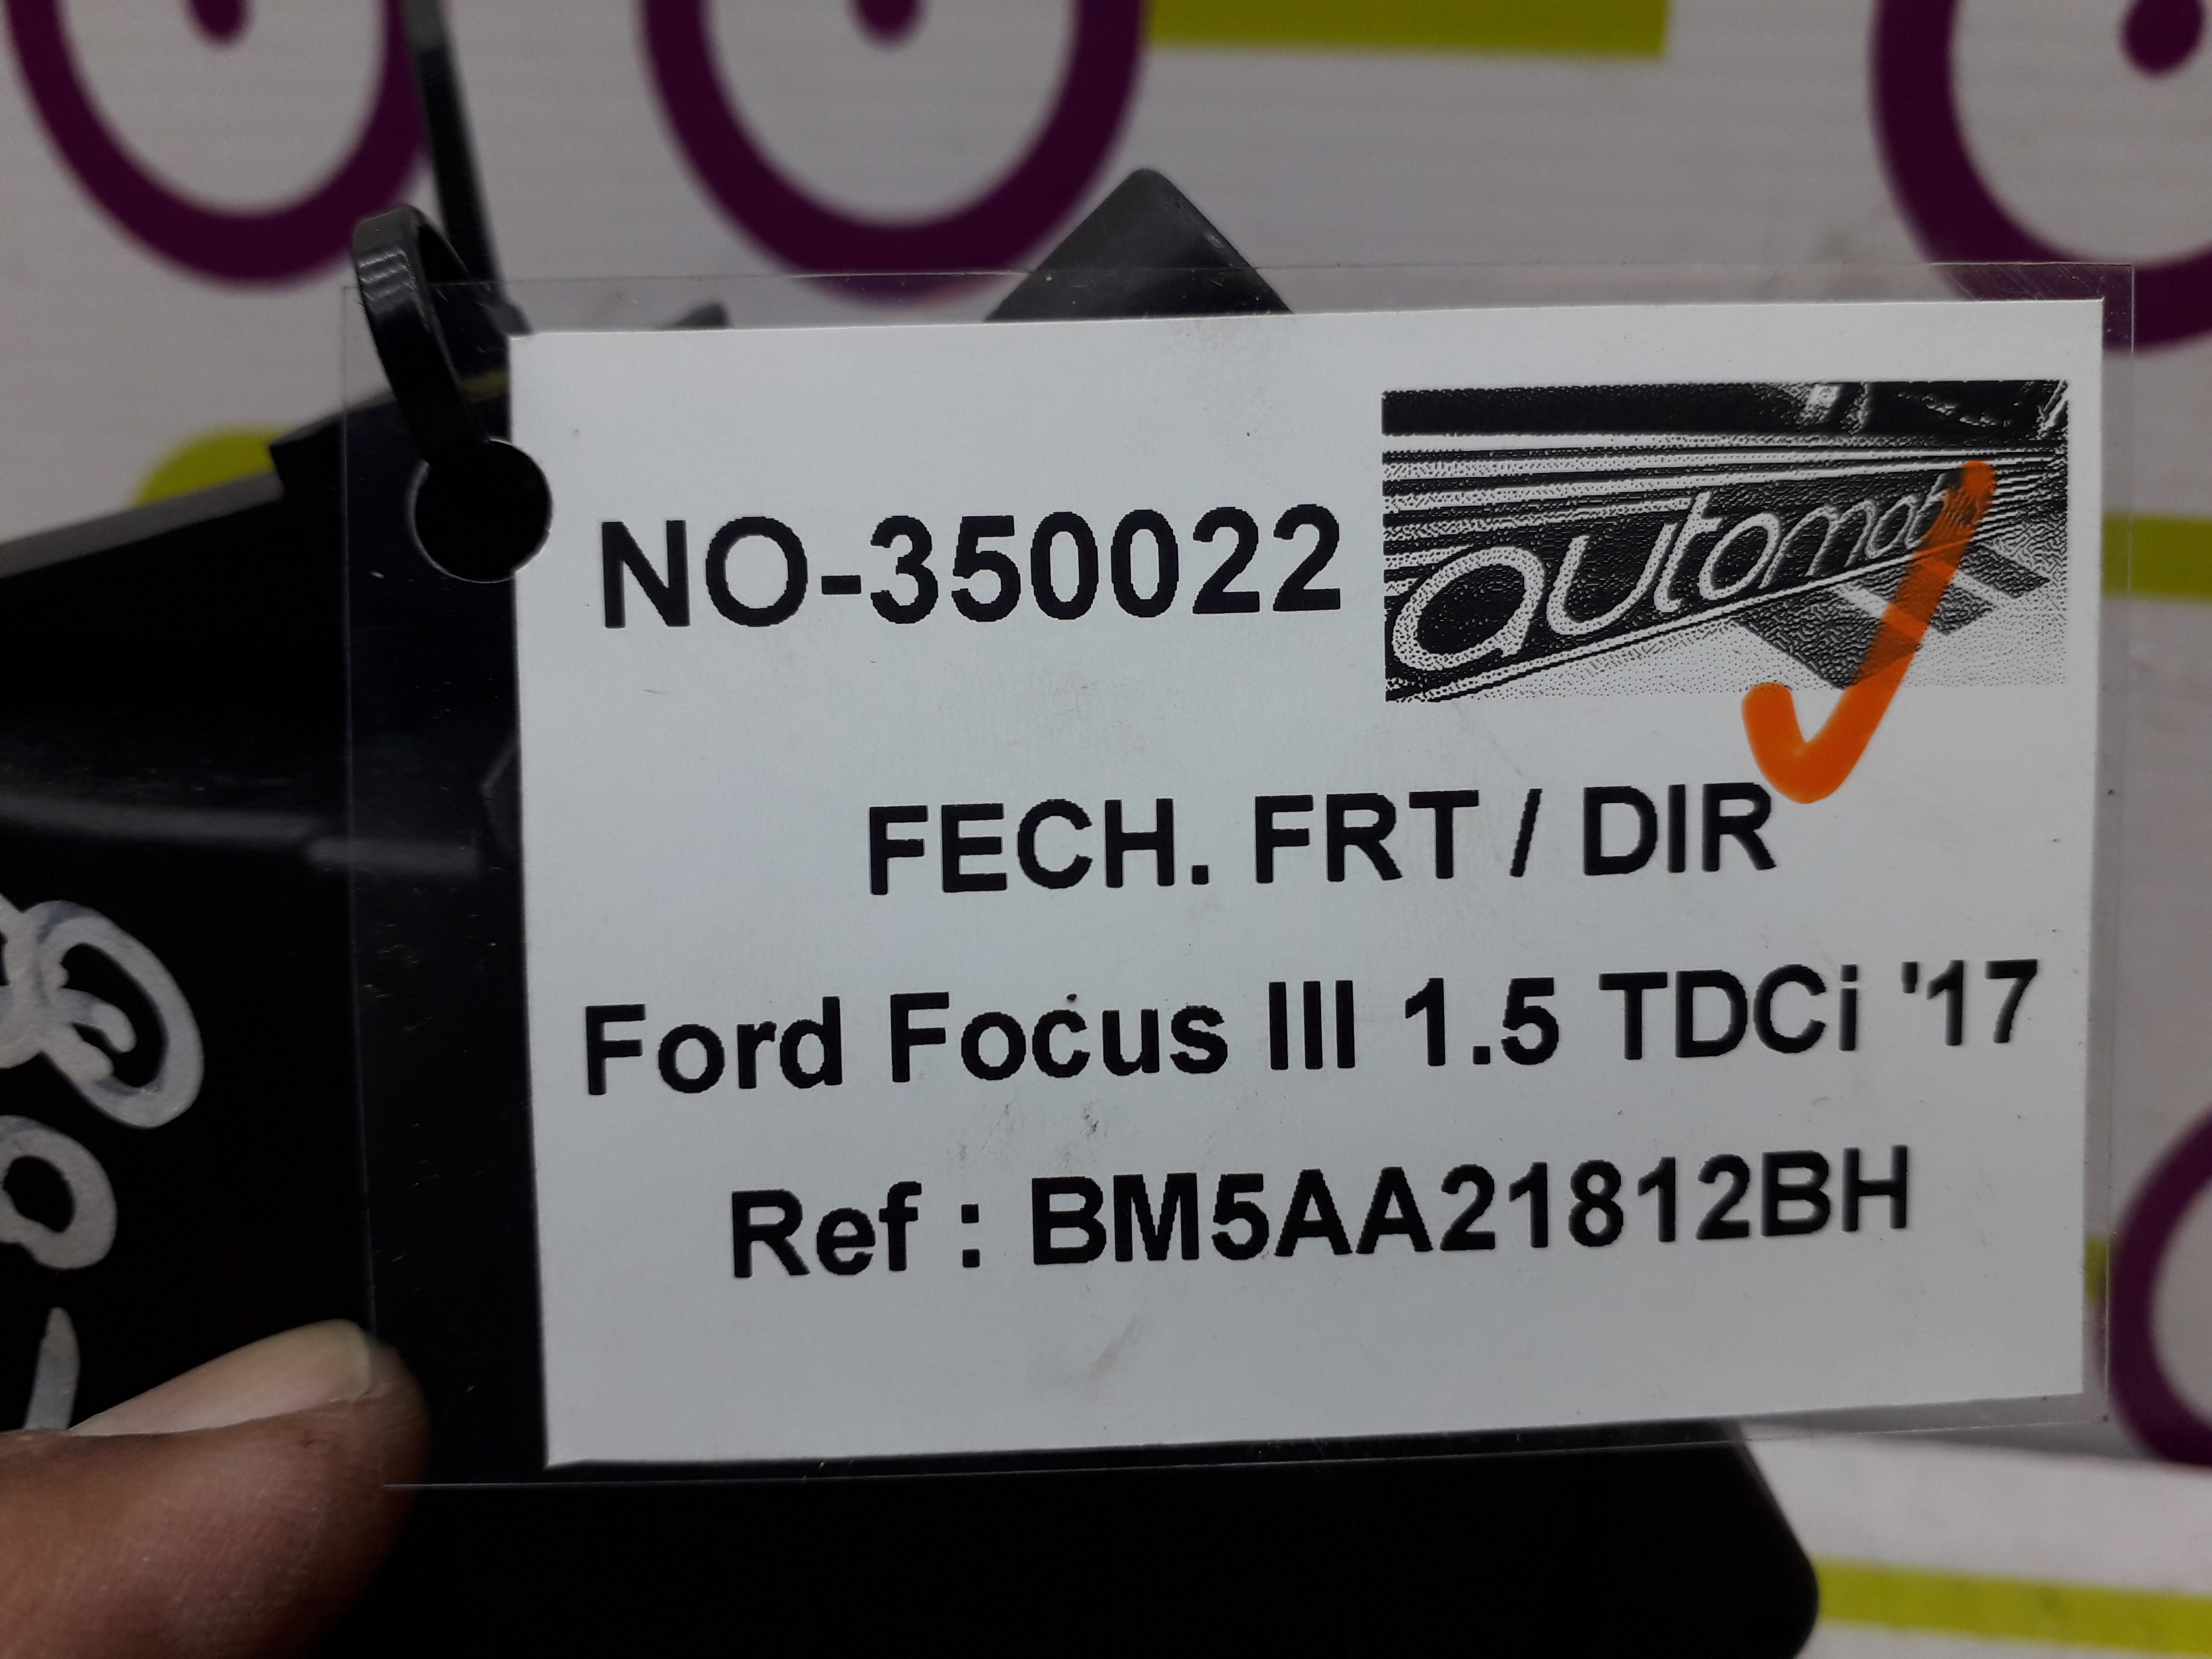 NO-350022
automat
FECH. FRT / DIR
Ford Focus III 1.5 TDCi '17
Ref : BM5AA21812BH